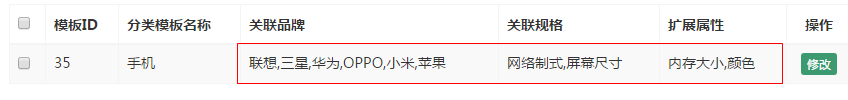 模板ID 分类模板名称 关联品牌 关联规格 扩展属性 操作
35 手机 联想,三星,华为,OPPO,小米,苹果 网络制式,屏幕尺寸 内存大小,颜色 修改